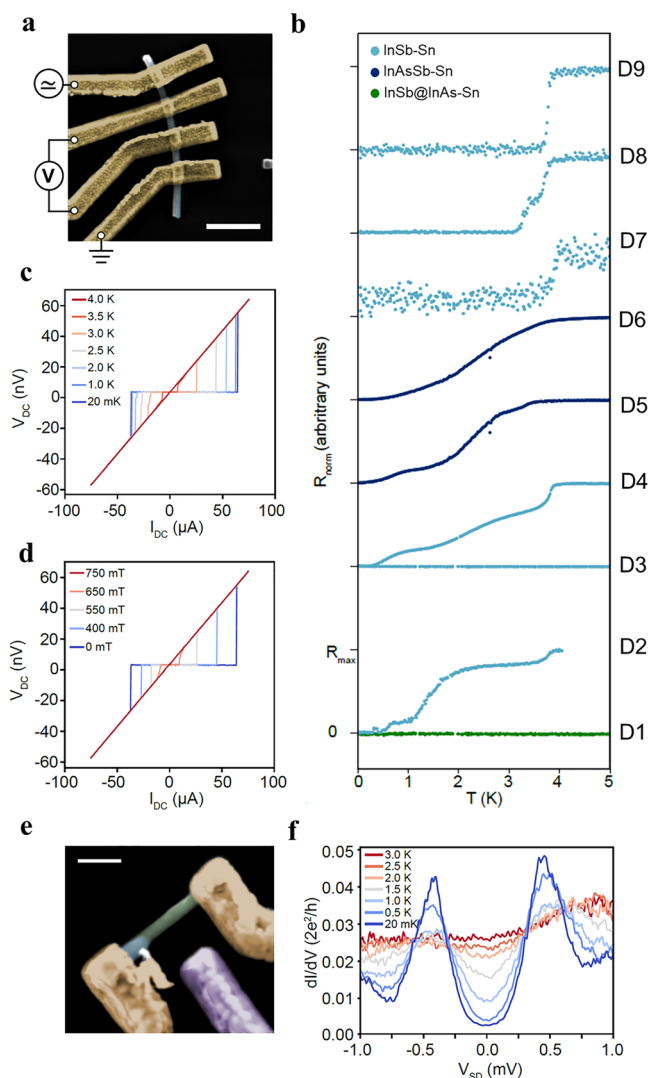 a
V
b
InSb-Sn
InAsSb-Sn
InSb@InAs-Sn
D9
D8
D7
D6
D5
D4
D3
D2
D1
R_norm (arbritrary units)
R_max
0
0 1 2 3 4 5
T (K)
c
4.0 K
3.5 K
3.0 K
2.5 K
2.0 K
1.0 K
20 mK
V_DC (nV)
60
40
20
0
-20
-40
-60
-100 -50 0 50 100
I_DC (µA)
d
750 mT
650 mT
550 mT
400 mT
0 mT
V_DC (nV)
60
40
20
0
-20
-40
-60
-100 -50 0 50 100
I_DC (µA)
e
f
3.0 K
2.5 K
2.0 K
1.5 K
1.0 K
0.5 K
20 mK
dI/dV (2e²/h)
0.05
0.04
0.03
0.02
0.01
0.00
-1.0 -0.5 0.0 0.5 1.0
V_SD (mV)